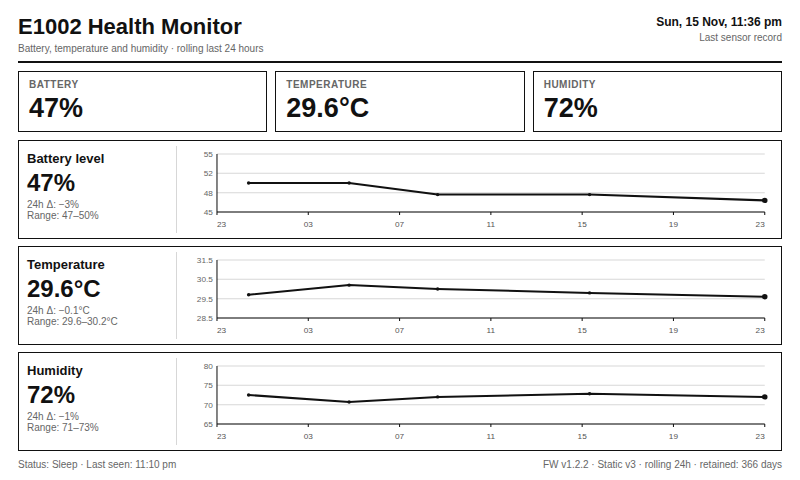 E1002 Health Monitor
Sun, 15 Nov, 11:36 pm
Battery, temperature and humidity · rolling last 24 hours
Last sensor record
BATTERY
47%
TEMPERATURE
29.6°C
HUMIDITY
72%
Battery level
47%
24h Δ: −3%
Range: 47–50%
55
52
48
45
23 03 07 11 15 19 23
Temperature
29.6°C
24h Δ: −0.1°C
Range: 29.6–30.2°C
31.5
30.5
29.5
28.5
23 03 07 11 15 19 23
Humidity
72%
24h Δ: −1%
Range: 71–73%
80
75
70
65
23 03 07 11 15 19 23
Status: Sleep · Last seen: 11:10 pm
FW v1.2.2 · Static v3 · rolling 24h · retained: 366 days